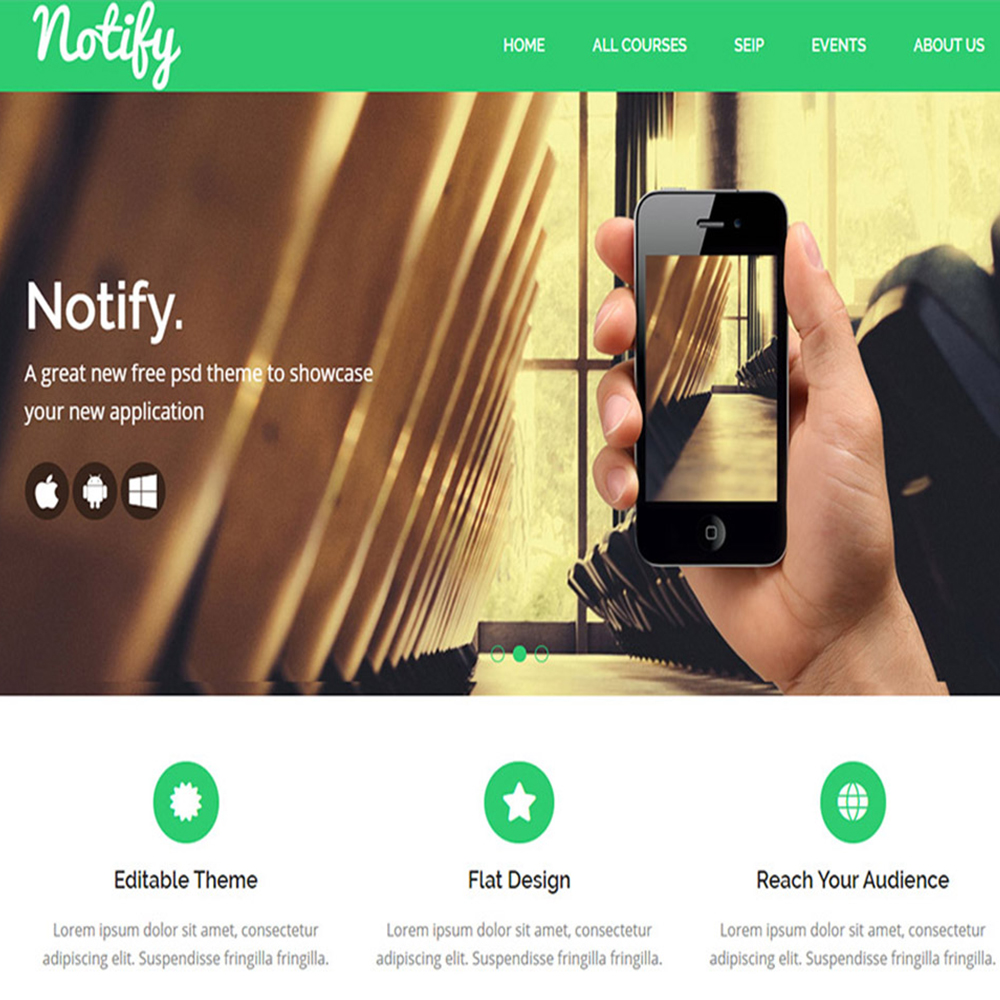 Notify
HOME ALL COURSES SEIP EVENTS ABOUT US
Notify.
A great new free psd theme to showcase
your new application
Editable Theme
Lorem ipsum dolor sit amet, consectetur
adipiscing elit. Suspendisse fringilla fringilla.
Flat Design
Lorem ipsum dolor sit amet, consectetur
adipiscing elit. Suspendisse fringilla fringilla.
Reach Your Audience
Lorem ipsum dolor sit amet, consectetur
adipiscing elit. Suspendisse fringilla fringilla.